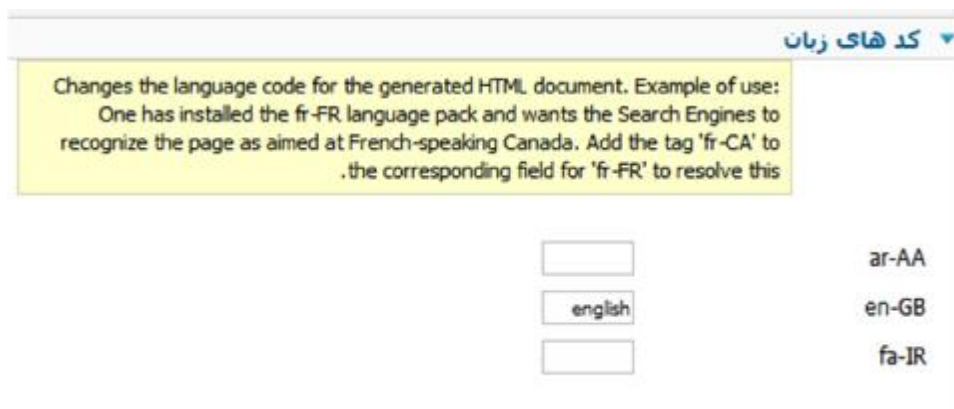 کد های زبان
Changes the language code for the generated HTML document. Example of use:
One has installed the fr-FR language pack and wants the Search Engines to
recognize the page as aimed at French-speaking Canada. Add the tag 'fr-CA' to
.the corresponding field for 'fr-FR' to resolve this
ar-AA
en-GB english
fa-IR